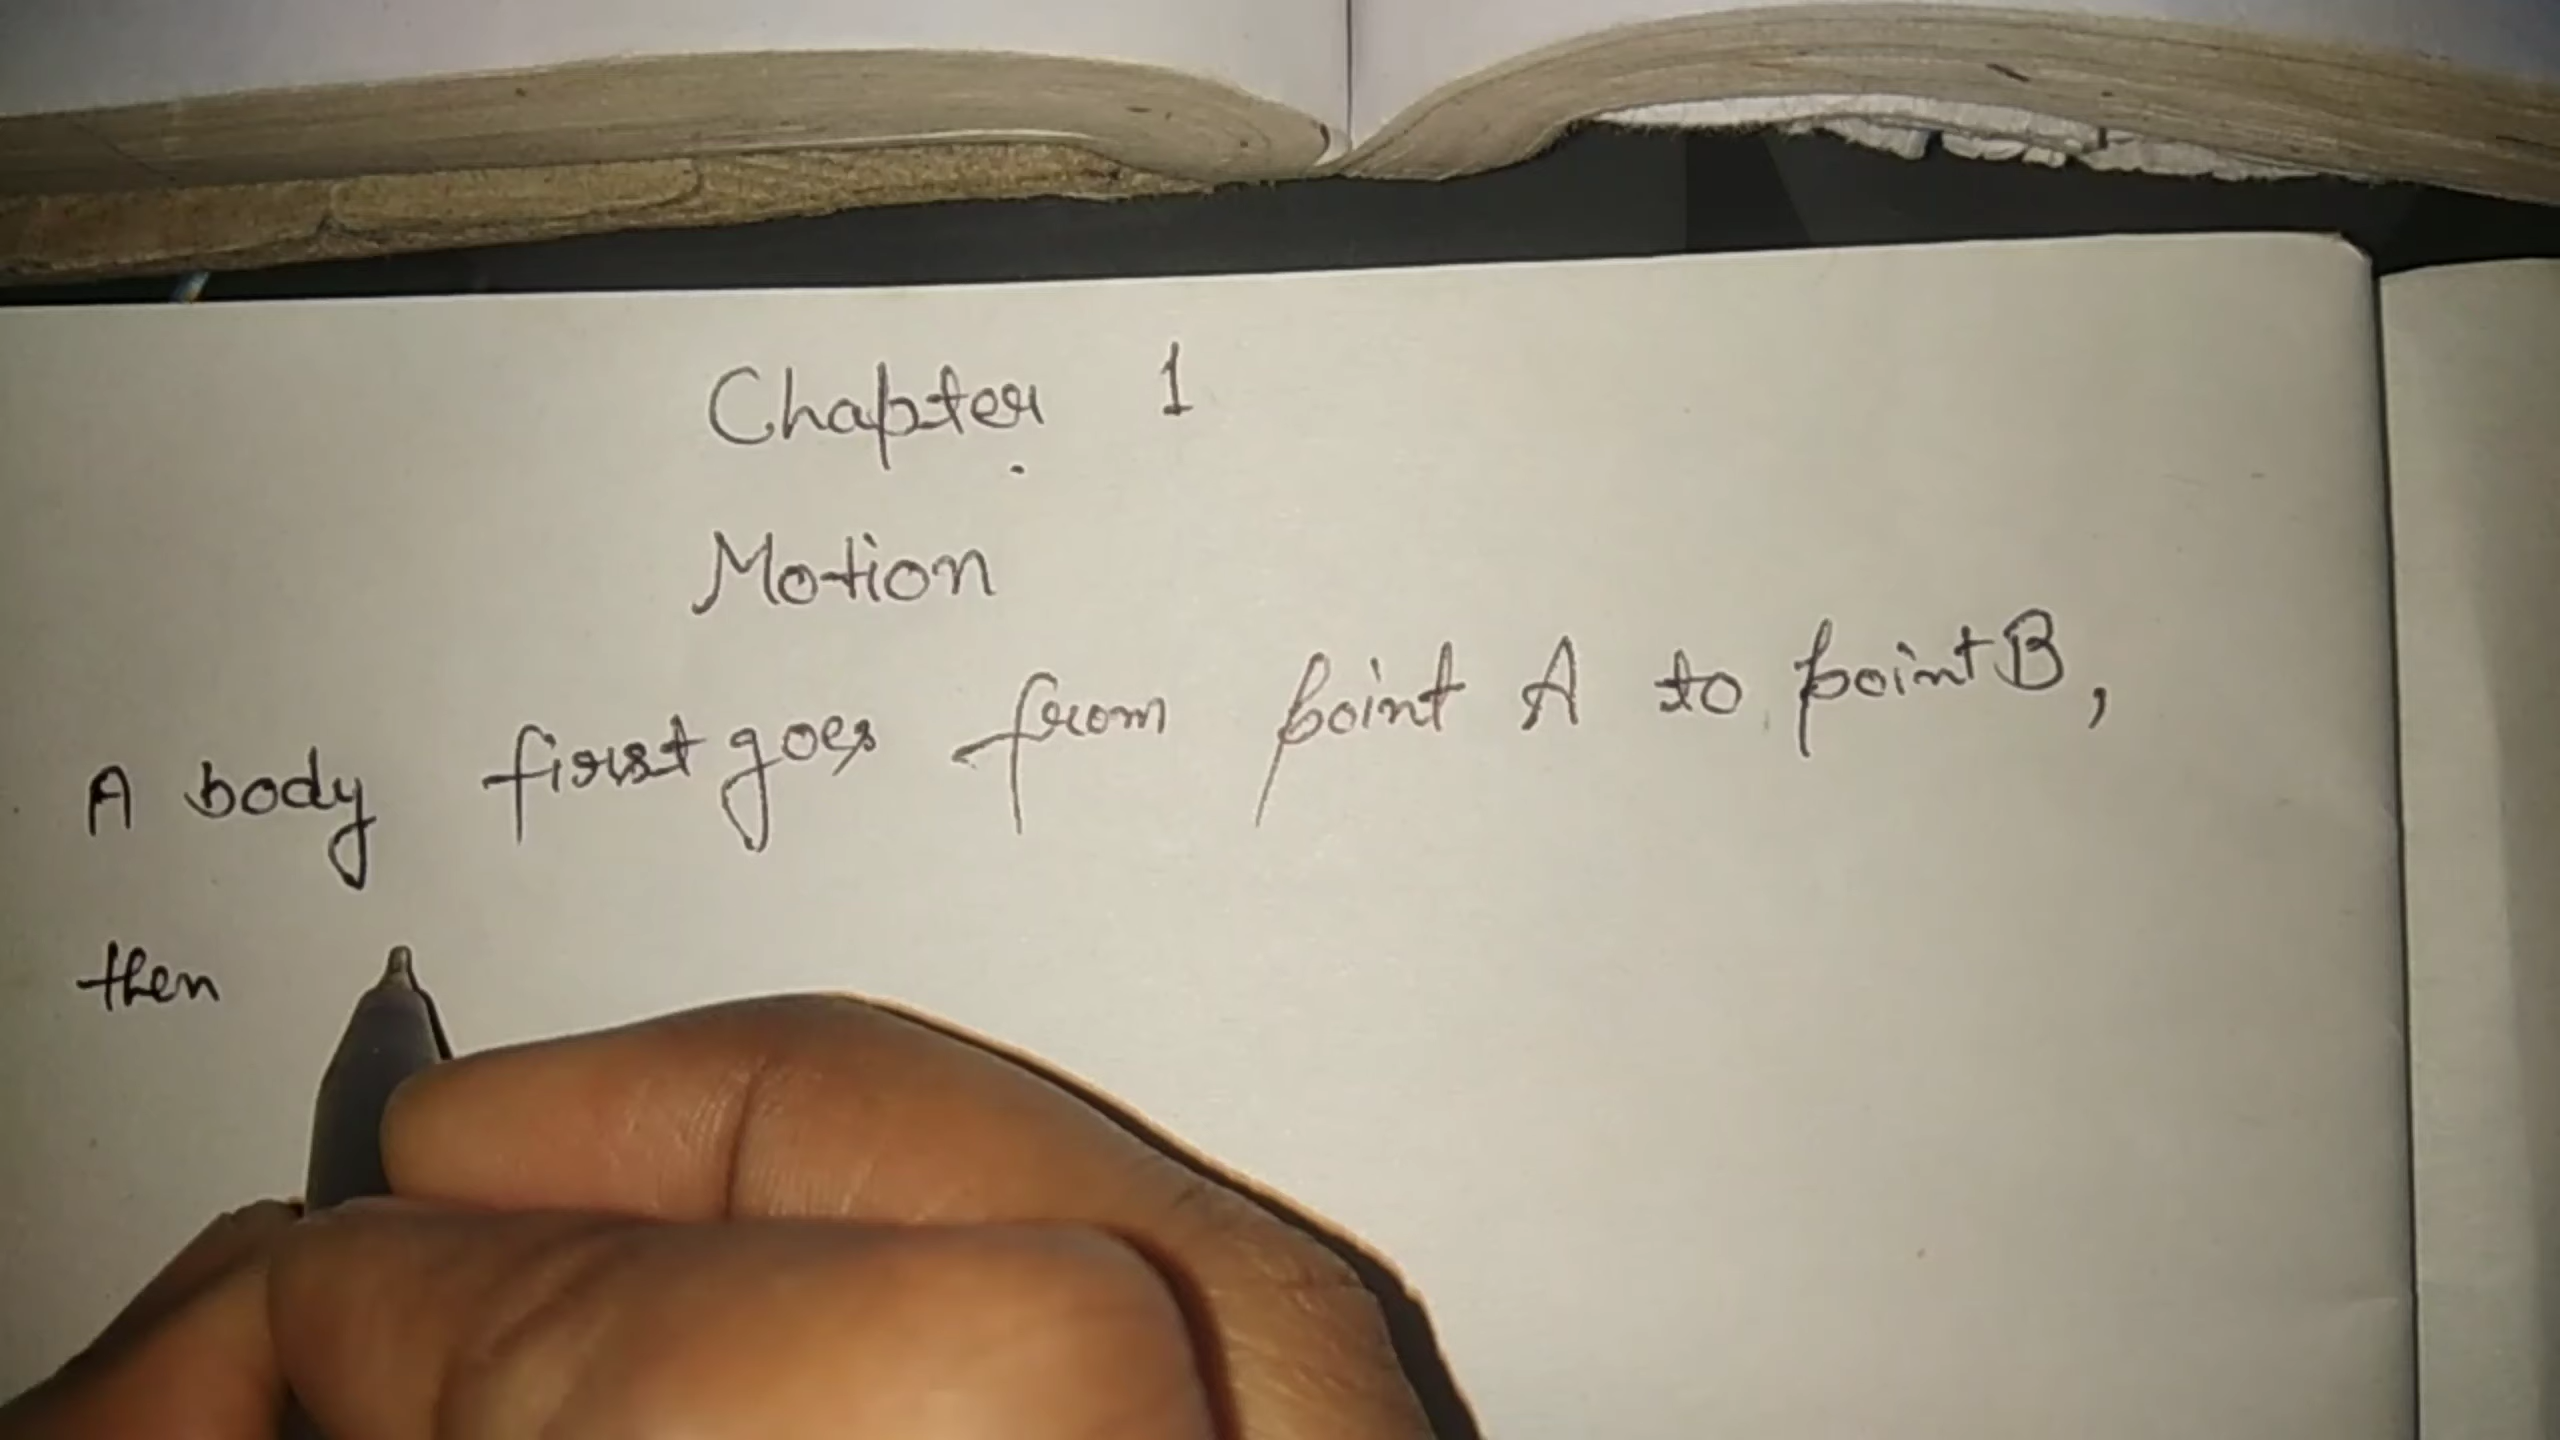 Chapter 1
Motion
A body first goes from point A to point B,
then